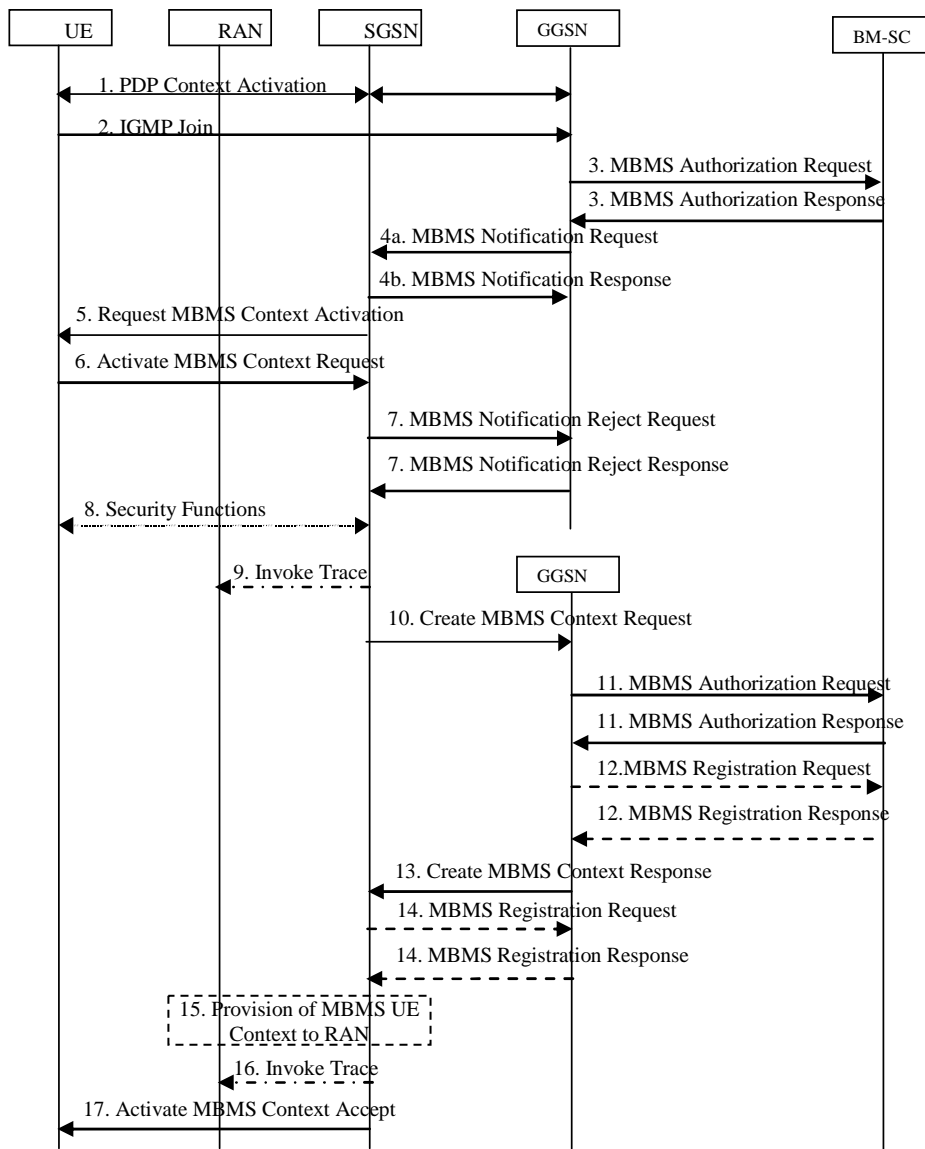 UE
RAN
SGSN
GGSN
BM-SC
1. PDP Context Activation
2. IGMP Join
3. MBMS Authorization Request
3. MBMS Authorization Response
4a. MBMS Notification Request
4b. MBMS Notification Response
5. Request MBMS Context Activation
6. Activate MBMS Context Request
7. MBMS Notification Reject Request
7. MBMS Notification Reject Response
8. Security Functions
9. Invoke Trace
GGSN
10. Create MBMS Context Request
11. MBMS Authorization Request
11. MBMS Authorization Response
12.MBMS Registration Request
12. MBMS Registration Response
13. Create MBMS Context Response
14. MBMS Registration Request
14. MBMS Registration Response
15. Provision of MBMS UE
Context to RAN
16. Invoke Trace
17. Activate MBMS Context Accept